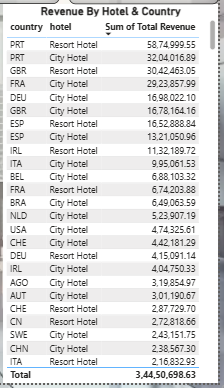 Revenue By Hotel & Country
country hotel Sum of Total Revenue
PRT Resort Hotel 58,74,999.55
PRT City Hotel 32,04,016.89
GBR Resort Hotel 30,42,463.05
FRA City Hotel 29,23,857.99
DEU City Hotel 16,98,022.10
GBR City Hotel 16,78,164.16
ESP Resort Hotel 16,52,888.84
ESP City Hotel 13,21,050.96
IRL Resort Hotel 11,32,189.72
ITA City Hotel 9,95,061.53
BEL City Hotel 6,88,103.32
FRA Resort Hotel 6,74,203.88
BRA City Hotel 6,49,063.59
NLD City Hotel 5,23,907.19
USA City Hotel 4,74,325.61
CHE City Hotel 4,42,181.29
DEU Resort Hotel 4,15,091.14
IRL City Hotel 4,04,750.33
AGO City Hotel 3,19,854.97
AUT City Hotel 3,01,190.67
CHE Resort Hotel 2,87,729.70
CN Resort Hotel 2,72,818.66
SWE City Hotel 2,43,151.75
CHN City Hotel 2,38,567.30
ITA Resort Hotel 2,16,832.93
Total 3,44,50,698.63